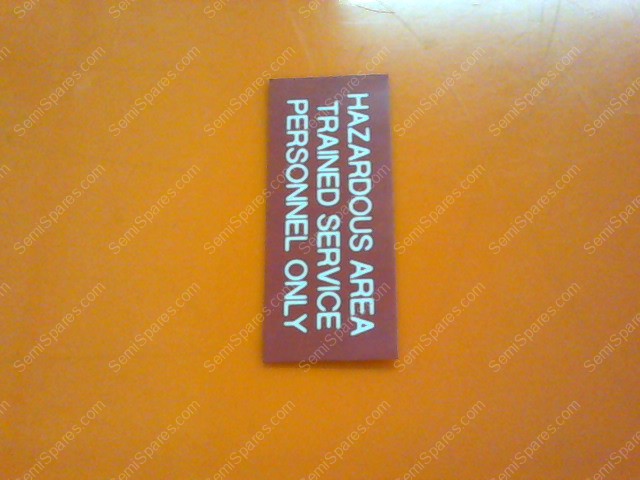 HAZARDOUS AREA
TRAINED SERVICE
PERSONNEL ONLY
SemiSpares.com